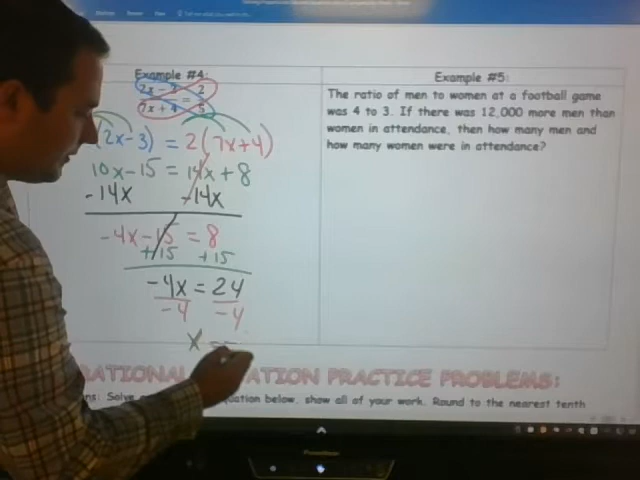 Example #4:
2x - 3 = 2
7x + 4 5
(2x-3) = 2(7x+4)
10x-15 = 14x+8
-14x -14x
-4x-15 = 8
+15 +15
-4x = 24
-4 -4
x =
Example #5:
The ratio of men to women at a football game
was 4 to 3. If there was 12,000 more men than
women in attendance, then how many men and
how many women were in attendance?
EQUATION PRACTICE PROBLEMS:
Solve equation below, show all of your work. Round to the nearest tenth